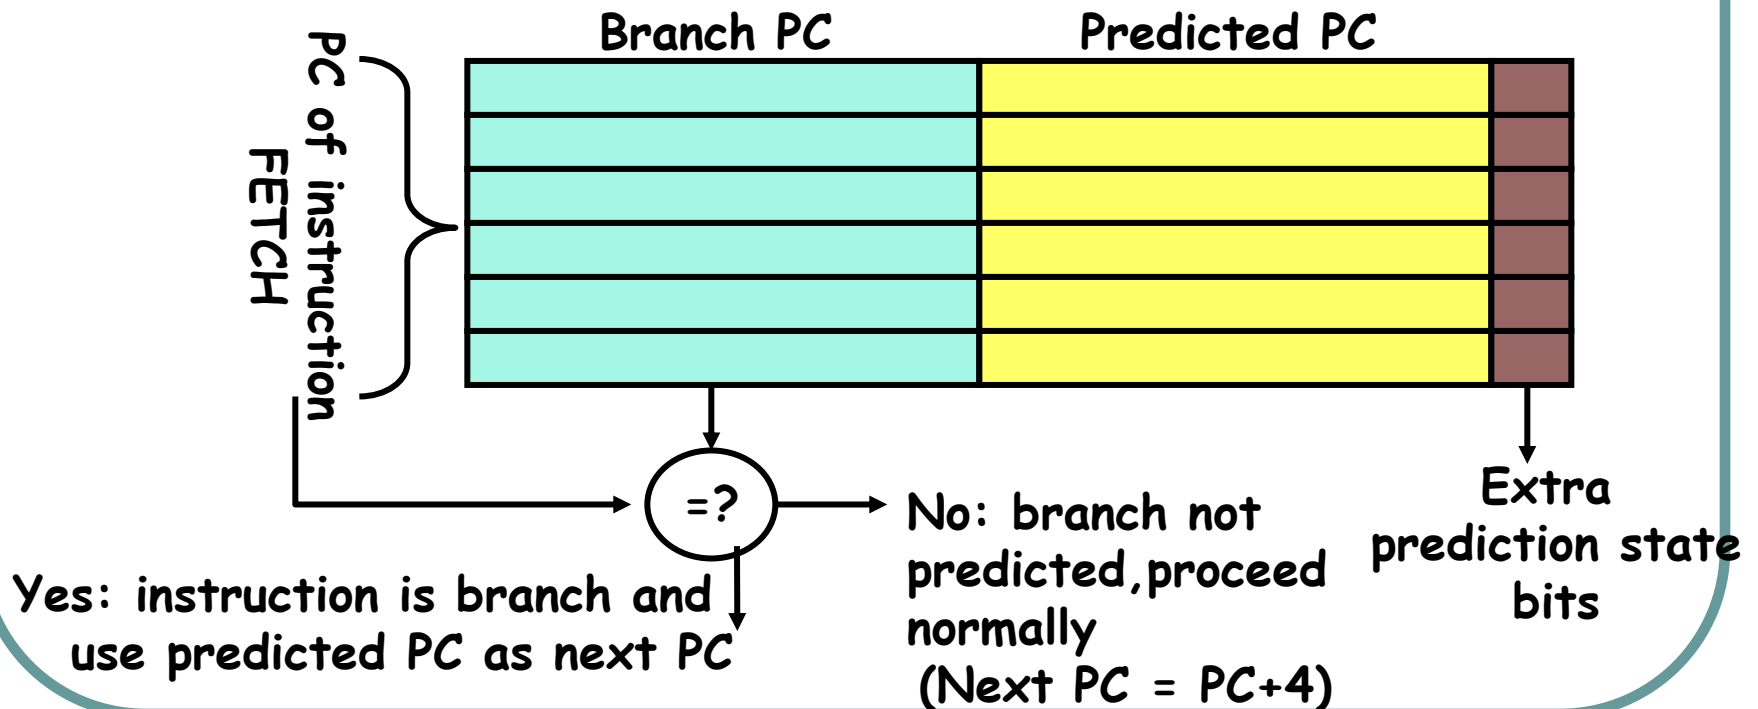 Branch PC
Predicted PC
PC of instruction
FETCH
=?
No: branch not
predicted,proceed
normally
(Next PC = PC+4)
Extra
prediction state
bits
Yes: instruction is branch and
use predicted PC as next PC